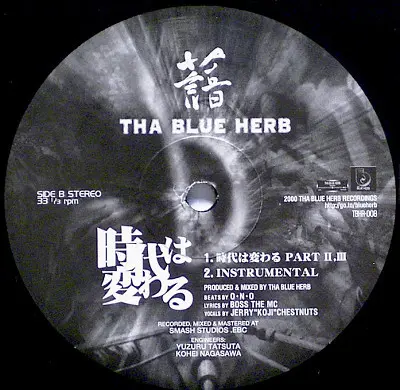 THA BLUE HERB
SIDE B STEREO
33 1/3 rpm
2000 THA BLUE HERB RECORDINGS
http://go.to/blueherb
TBHR-008
時代は
変わる
1. 時代は変わる PART II,III
2. INSTRUMENTAL
PRODUCED & MIXED BY THA BLUE HERB
BEATS BY O・N・O
LYRICS BY BOSS THE MC
VOCALS BY JERRY"KOJI"CHESTNUTS
RECORDED, MIXED & MASTERED AT
SMASH STUDIOS .EBC
ENGINEERS:
YUZURU TATSUTA
KOHEI NAGASAWA